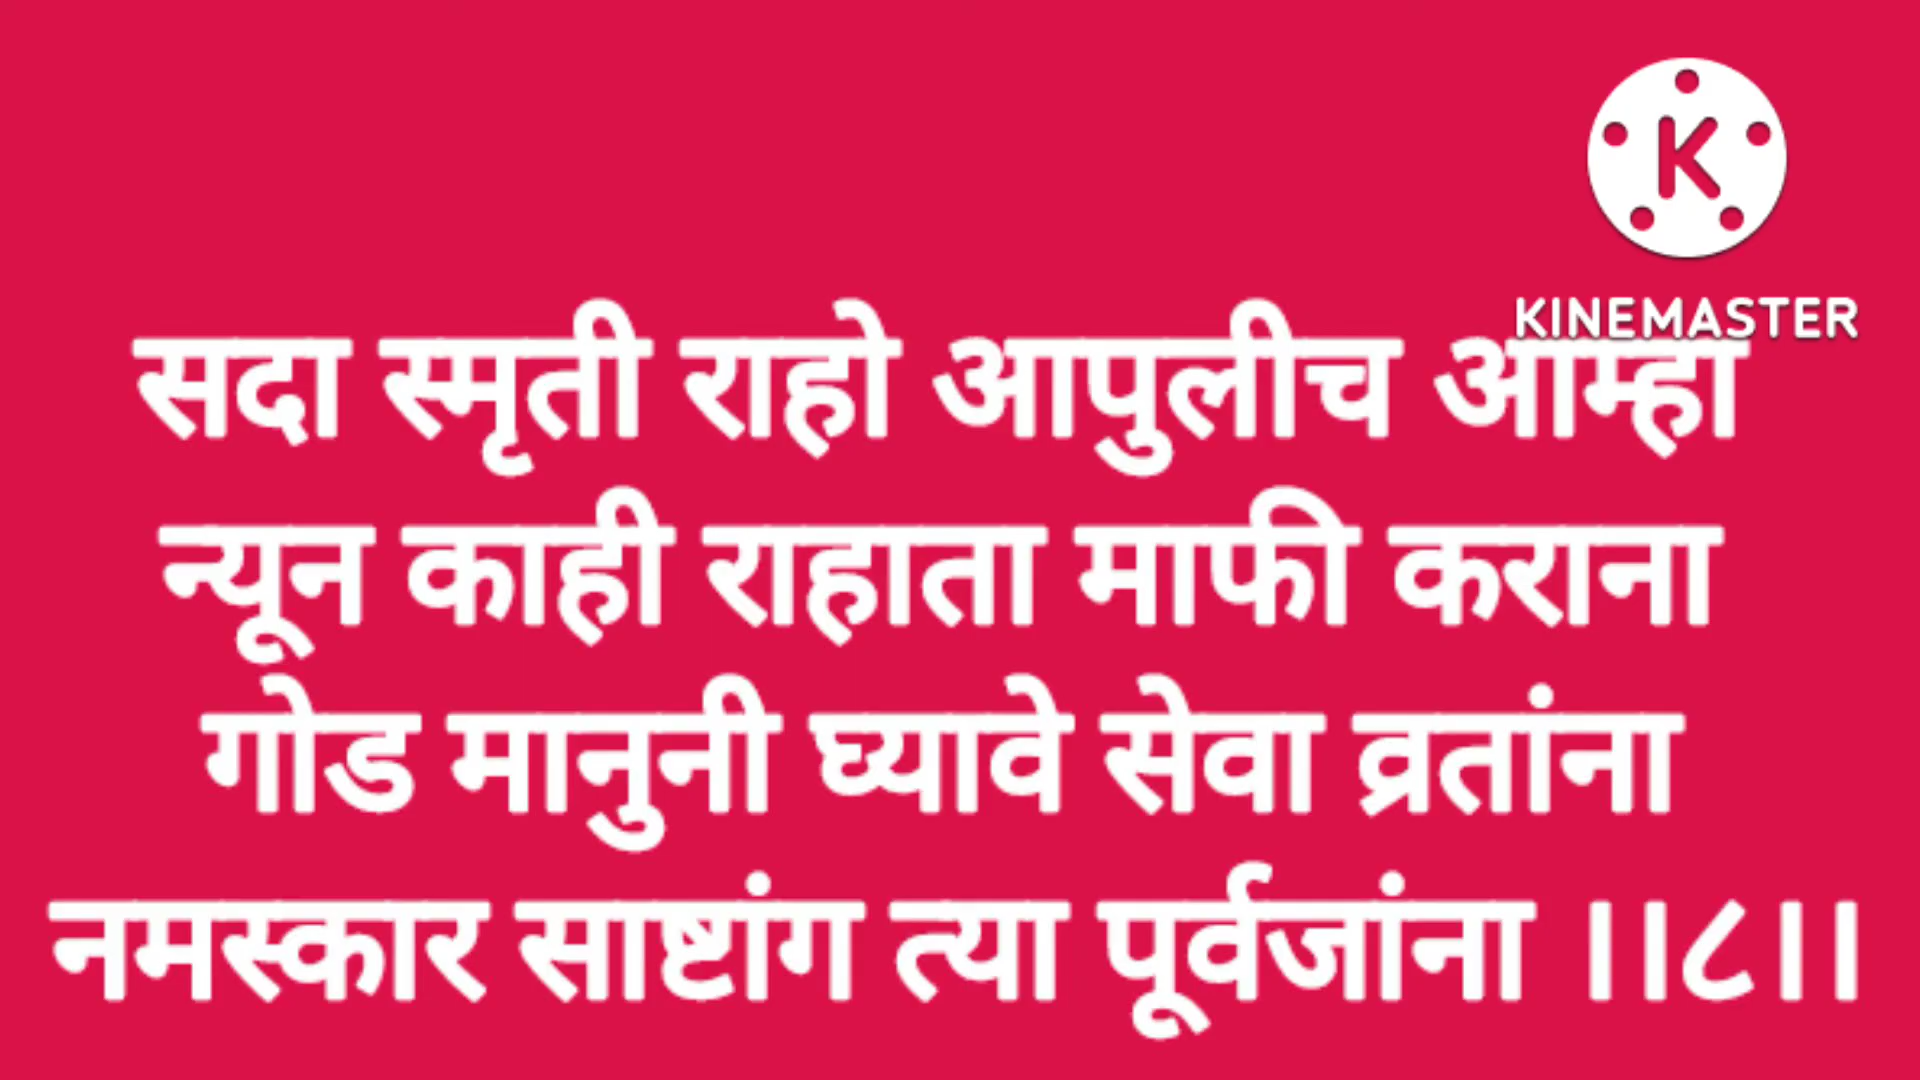 KINEMASTER
सदा स्मृती राहो आपुलीच आम्हा
न्यून काही राहाता माफी कराना
गोड मानुनी घ्यावे सेवा व्रतांना
नमस्कार साष्टांग त्या पूर्वजांना ।।८।।